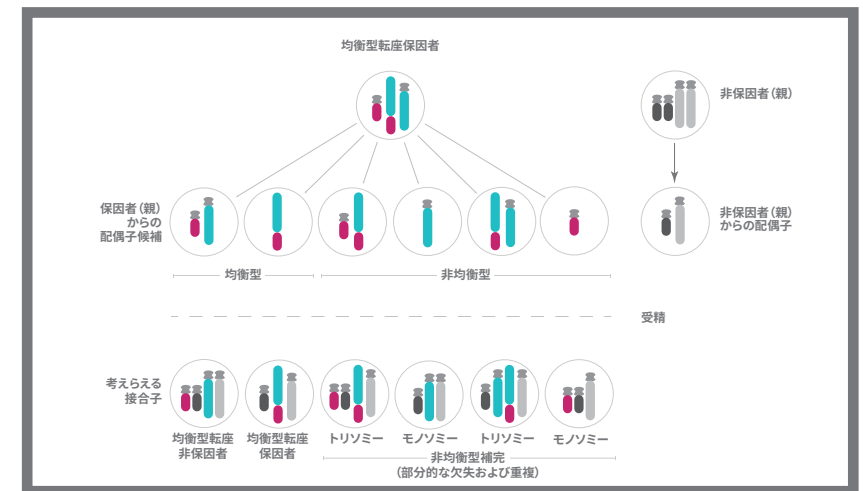 均衡型転座保因者
非保因者（親）
保因者（親）
からの
配偶子候補
非保因者（親）
からの配偶子
均衡型
非均衡型
受精
考えらえる
接合子
均衡型転座
非保因者
均衡型転座
保因者
トリソミー
モノソミー
トリソミー
モノソミー
非均衡型補完
（部分的な欠失および重複）